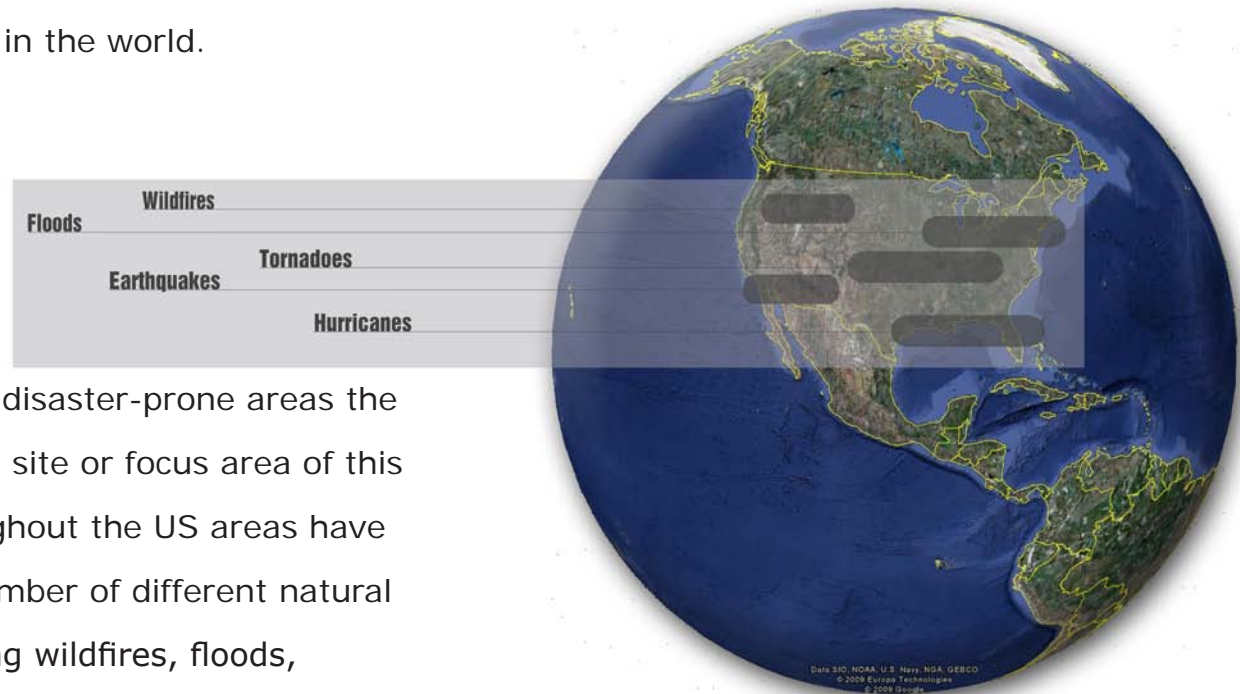 in the world.
Wildfires
Floods
Tornadoes
Earthquakes
Hurricanes
disaster-prone areas the
site or focus area of this
ghout the US areas have
mber of different natural
g wildfires, floods,
Data SIO, NOAA, U.S. Navy, NGA, GEBCO
© 2009 Europa Technologies
© 2009 Google